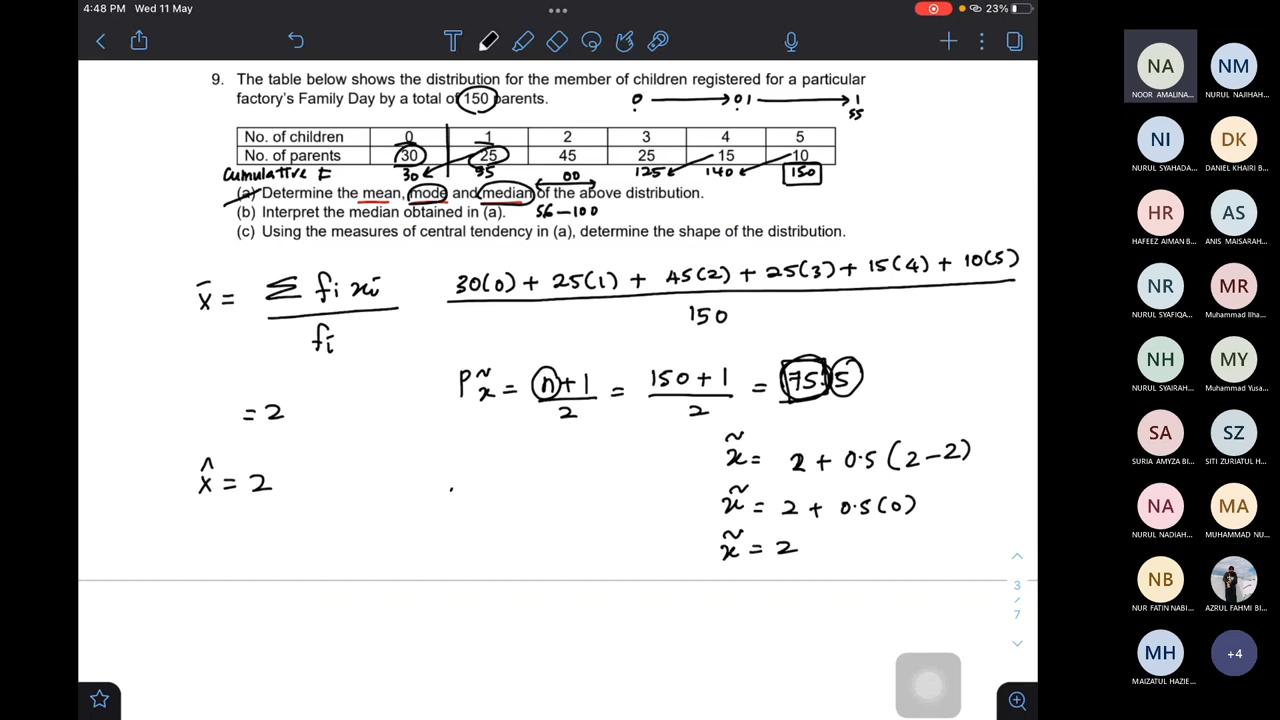 4:48 PM Wed 11 May
23%
9. The table below shows the distribution for the member of children registered for a particular
factory's Family Day by a total of 150 parents.
0 → 01 → 1
55
No. of children 0 1 2 3 4 5
No. of parents 30 25 45 25 15 10
Cumulative F 30 55 00 125 140 150
(a) Determine the mean, mode and median of the above distribution.
(b) Interpret the median obtained in (a). 56-100
(c) Using the measures of central tendency in (a), determine the shape of the distribution.
x̄ = Σ fi xi / fi
30(0) + 25(1) + 45(2) + 25(3) + 15(4) + 10(5) / 150
P x̃ = n+1 / 2 = 150+1 / 2 = 75.5
= 2
x̃ = 2 + 0.5 (2-2)
x̂ = 2
x̃ = 2 + 0.5 (0)
x̃ = 2
3
/
7
NA
NOOR AMALINA...
NM
NURUL NAJIHAH...
NI
NURUL SYAHADA...
DK
DANIEL KHAIRI B...
HR
HAFEEZ AIMAN B...
AS
ANIS MAISARAH...
NR
NURUL SYAFIQA...
MR
Muhammad Ilha...
NH
NURUL SYAIRAH...
MY
Muhammad Yusa...
SA
SURIA AMYZA BI...
SZ
SITI ZURIATUL H...
NA
NURUL NADIAH...
MA
MUHAMMAD NU...
NB
NUR FATIN NABI...
AZRUL FAHMI BI...
MH
MAIZATUL HAZIE...
+4